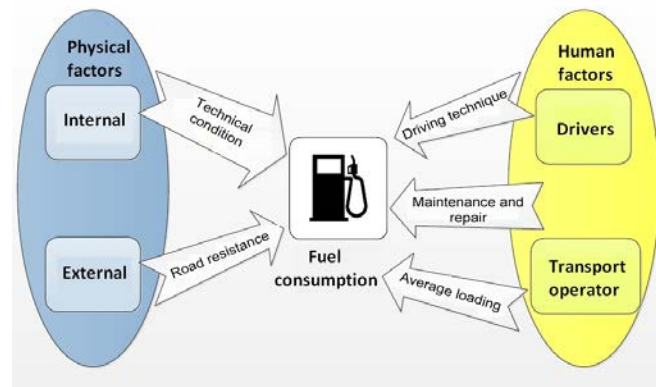 Physical
factors
Internal
External
Technical
condition
Road resistance
Fuel
consumption
Driving technique
Maintenance and
repair
Average loading
Human
factors
Drivers
Transport
operator